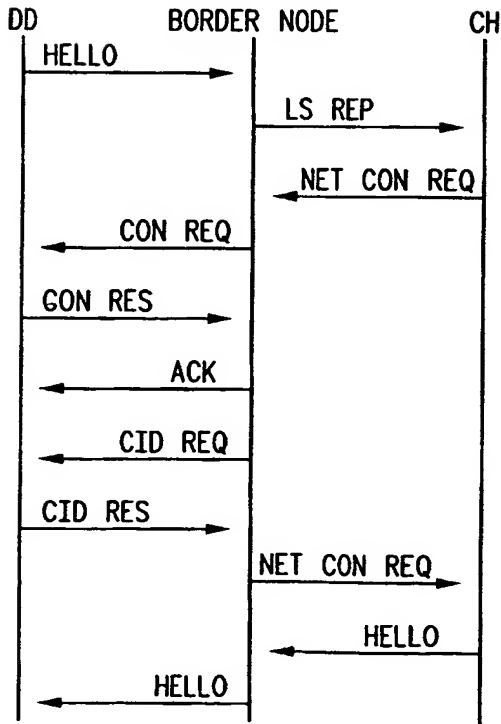 DD BORDER NODE CH
HELLO
LS REP
NET CON REQ
CON REQ
GON RES
ACK
CID REQ
CID RES
NET CON REQ
HELLO
HELLO